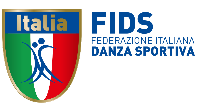 Italia
FIDS
FEDERAZIONE ITALIANA
DANZA SPORTIVA